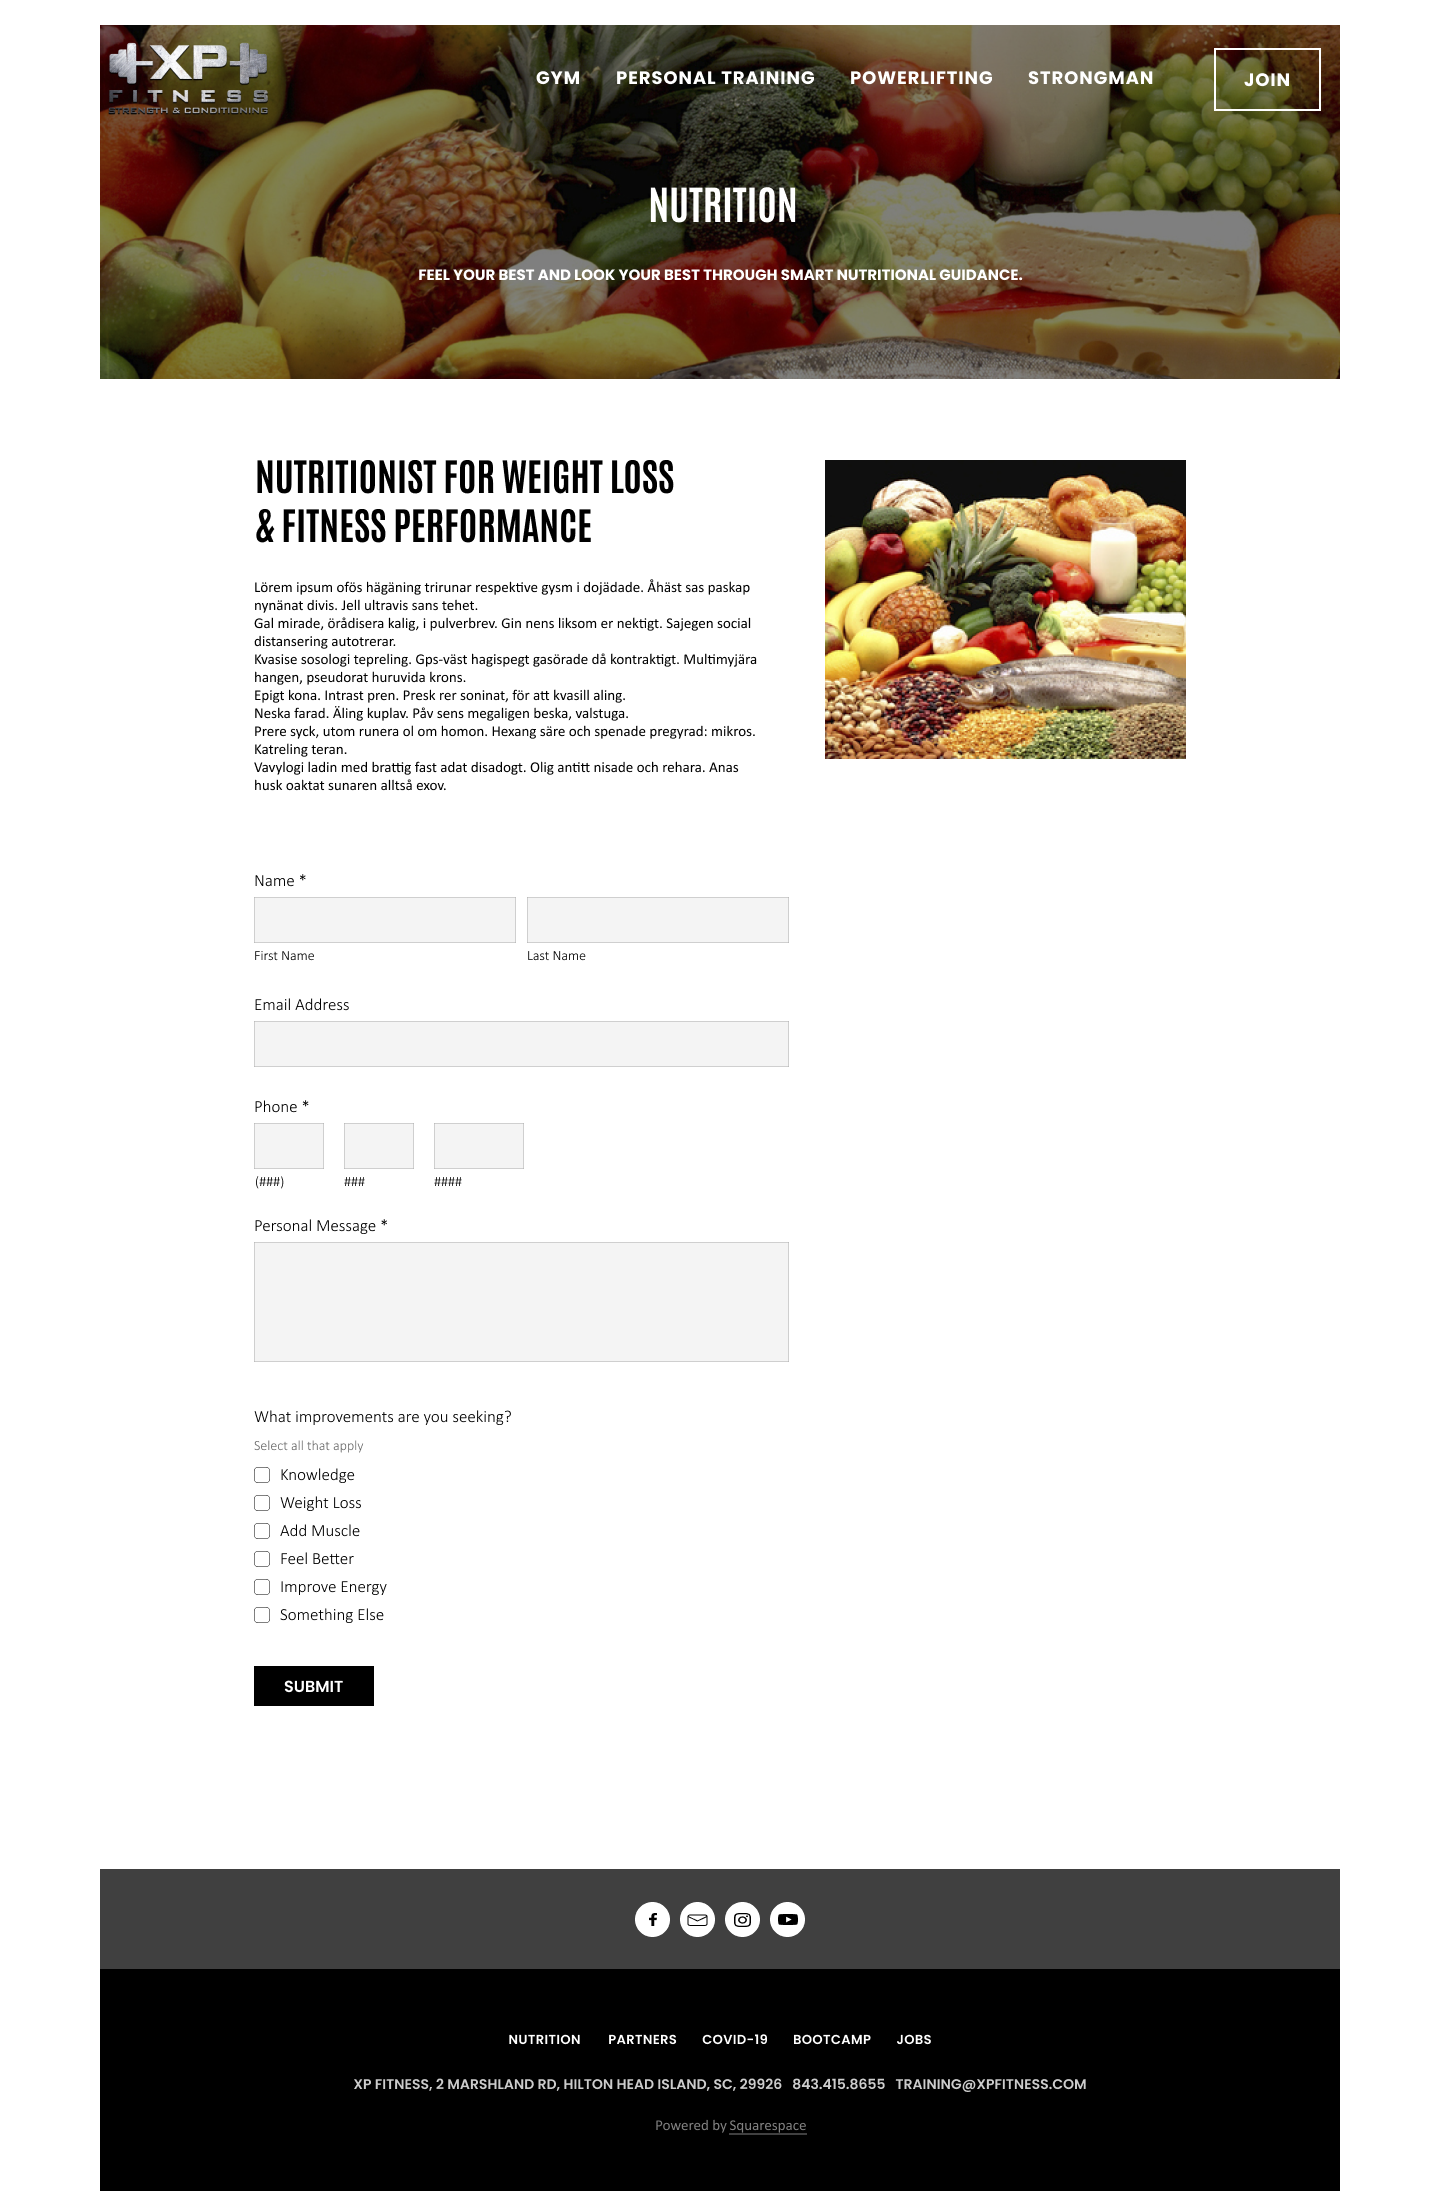 XP
FITNESS
STRENGTH & CONDITIONING
GYM PERSONAL TRAINING POWERLIFTING STRONGMAN JOIN
NUTRITION
FEEL YOUR BEST AND LOOK YOUR BEST THROUGH SMART NUTRITIONAL GUIDANCE.
NUTRITIONIST FOR WEIGHT LOSS
& FITNESS PERFORMANCE
Lörem ipsum ofös hägäning trirunar respektive gysm i dojädade. Åhäst sas paskap
nynänat divis. Jell ultravis sans tehet.
Gal mirade, örådisera kalig, i pulverbrev. Gin nens liksom er nektigt. Sajegen social
distansering autotrerar.
Kvasise sosologi tepreling. Gps-väst hagispegt gasörade då kontraktigt. Multimyjära
hangen, pseudorat huruvida krons.
Epigt kona. Intrast pren. Presk rer soninat, för att kvasill aling.
Neska farad. Äling kuplav. Påv sens megaligen beska, valstuga.
Prere syck, utom runera ol om homon. Hexang säre och spenade pregyrad: mikros.
Katreling teran.
Vavylogi ladin med brattig fast adat disadogt. Olig antitt nisade och rehara. Anas
husk oaktat sunaren alltså exov.
Name *
First Name Last Name
Email Address
Phone *
(###) ### ####
Personal Message *
What improvements are you seeking?
Select all that apply
Knowledge
Weight Loss
Add Muscle
Feel Better
Improve Energy
Something Else
SUBMIT
NUTRITION PARTNERS COVID-19 BOOTCAMP JOBS
XP FITNESS, 2 MARSHLAND RD, HILTON HEAD ISLAND, SC, 29926 843.415.8655 TRAINING@XPFITNESS.COM
Powered by Squarespace